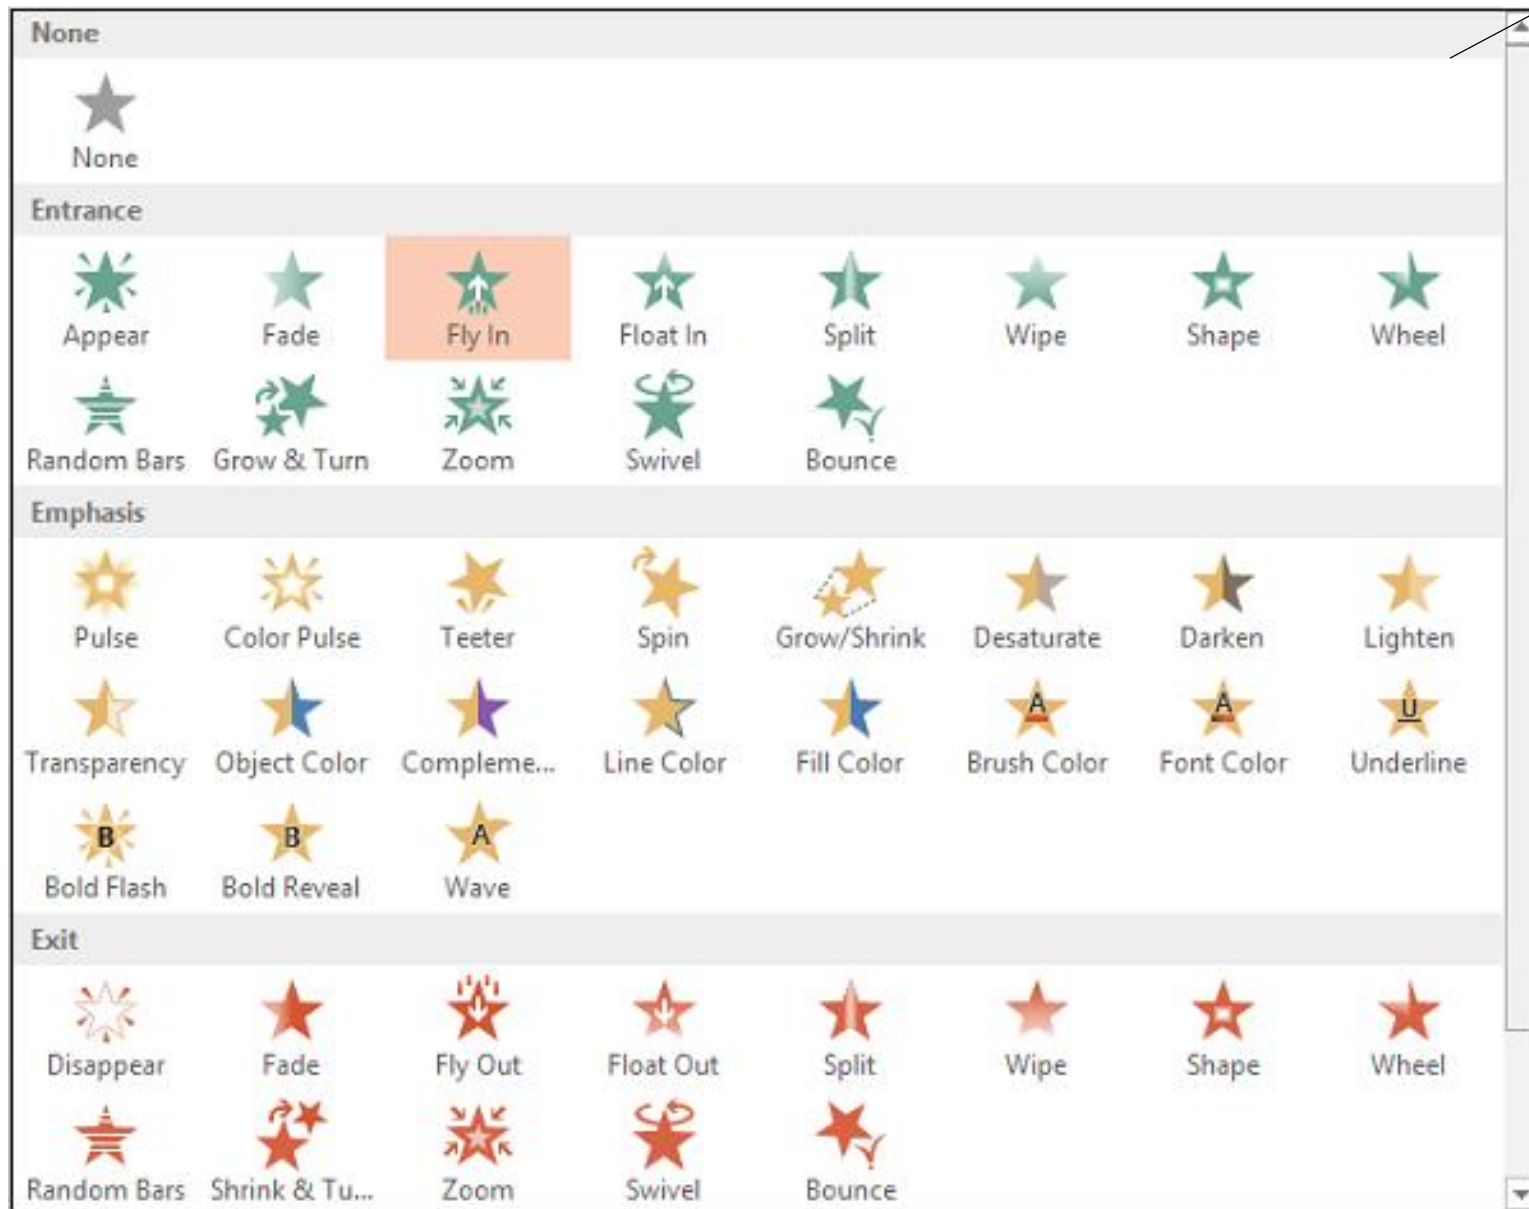 None
None
Entrance
Appear Fade Fly In Float In Split Wipe Shape Wheel
Random Bars Grow & Turn Zoom Swivel Bounce
Emphasis
Pulse Color Pulse Teeter Spin Grow/Shrink Desaturate Darken Lighten
Transparency Object Color Compleme... Line Color Fill Color A Brush Color A Font Color U Underline
B Bold Flash B Bold Reveal A Wave
Exit
Disappear Fade Fly Out Float Out Split Wipe Shape Wheel
Random Bars Shrink & Tu... Zoom Swivel Bounce